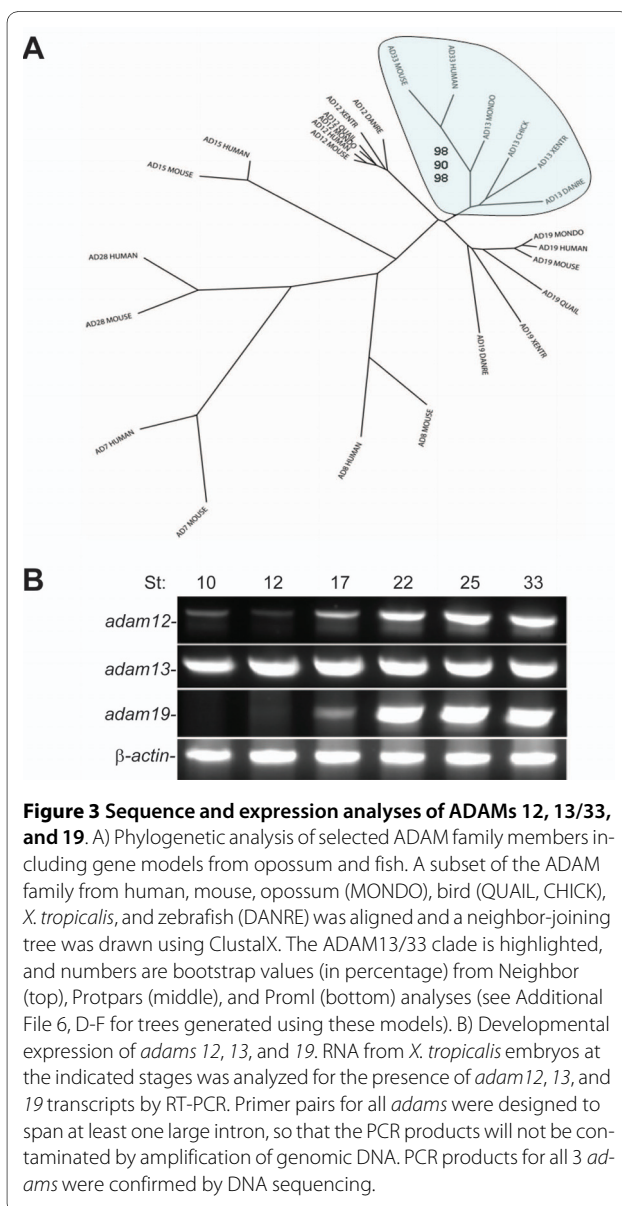 A
AD33 MOUSE
AD33 HUMAN
AD13 MONDO
AD13 CHICK
AD13 XENTR
AD13 DANRE
98
90
98
AD12 DANRE
AD12 XENTR
AD12 QUAIL
AD12 HUMAN
AD12 MOUSE
AD15 HUMAN
AD15 MOUSE
AD19 MONDO
AD19 HUMAN
AD19 MOUSE
AD19 QUAIL
AD19 XENTR
AD19 DANRE
AD28 HUMAN
AD28 MOUSE
AD7 HUMAN
AD7 MOUSE
AD8 HUMAN
AD8 MOUSE
B
St: 10 12 17 22 25 33
adam12-
adam13-
adam19-
β-actin-
Figure 3 Sequence and expression analyses of ADAMs 12, 13/33,
and 19. A) Phylogenetic analysis of selected ADAM family members in-
cluding gene models from opossum and fish. A subset of the ADAM
family from human, mouse, opossum (MONDO), bird (QUAIL, CHICK),
X. tropicalis, and zebrafish (DANRE) was aligned and a neighbor-joining
tree was drawn using ClustalX. The ADAM13/33 clade is highlighted,
and numbers are bootstrap values (in percentage) from Neighbor
(top), Protpars (middle), and Proml (bottom) analyses (see Additional
File 6, D-F for trees generated using these models). B) Developmental
expression of adams 12, 13, and 19. RNA from X. tropicalis embryos at
the indicated stages was analyzed for the presence of adam12, 13, and
19 transcripts by RT-PCR. Primer pairs for all adams were designed to
span at least one large intron, so that the PCR products will not be con-
taminated by amplification of genomic DNA. PCR products for all 3 ad-
ams were confirmed by DNA sequencing.